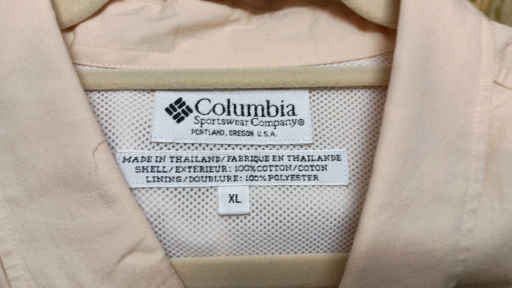 Columbia
Sportswear Company®
PORTLAND, OREGON U.S.A.
MADE IN THAILAND/FABRIQUE EN THAILANDE
SHELL/EXTERIEUR: 100%COTTON/COTON
LINING/DOUBLURE: 100%POLYESTER
XL